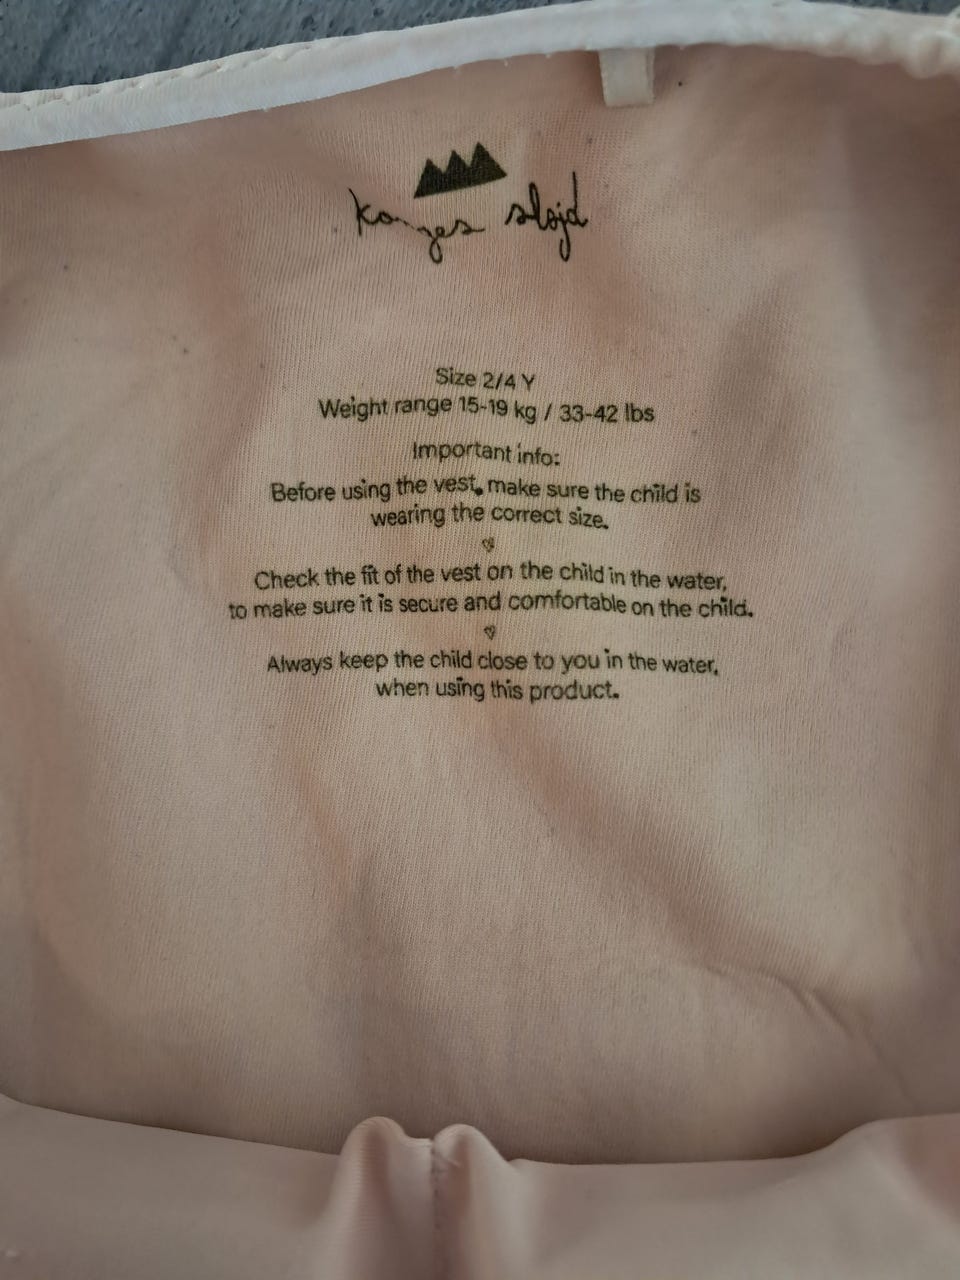 konges sløjd
Size 2/4 Y
Weight range 15-19 kg / 33-42 lbs
Important info:
Before using the vest, make sure the child is
wearing the correct size.
Check the fit of the vest on the child in the water,
to make sure it is secure and comfortable on the child.
Always keep the child close to you in the water,
when using this product.